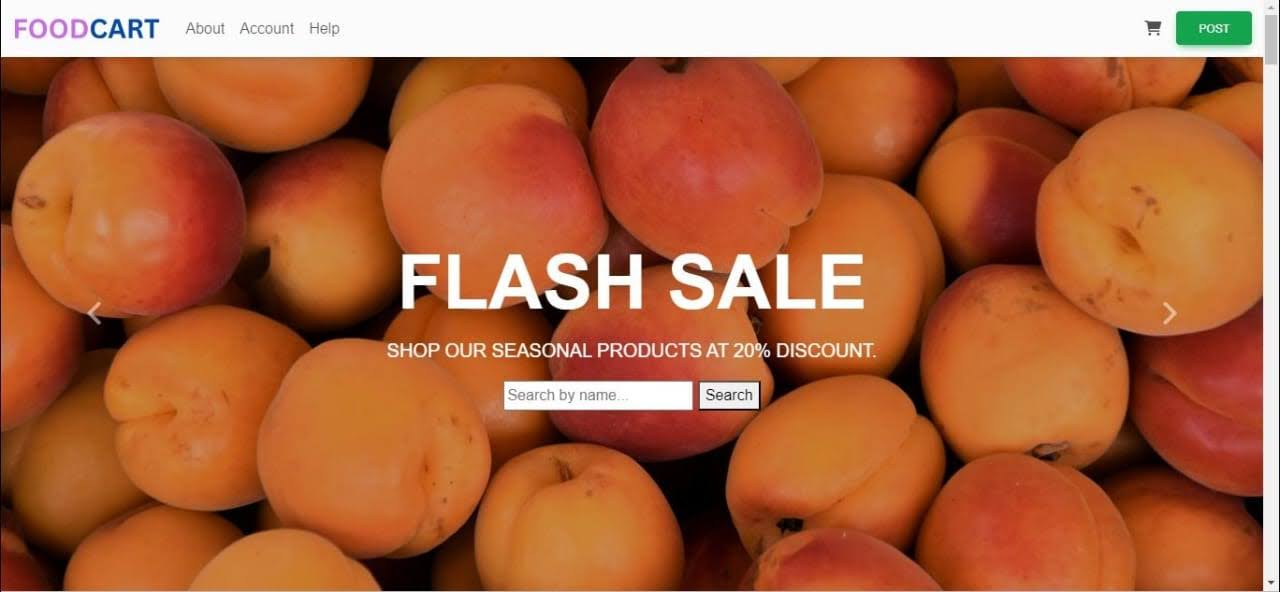 FOODCART About Account Help POST
FLASH SALE
SHOP OUR SEASONAL PRODUCTS AT 20% DISCOUNT.
Search by name... Search